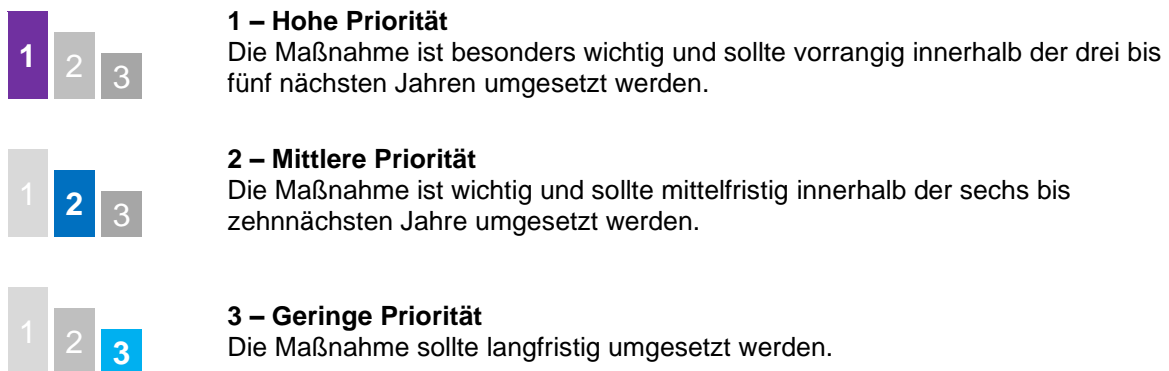 1 – Hohe Priorität
1 2 3
Die Maßnahme ist besonders wichtig und sollte vorrangig innerhalb der drei bis
fünf nächsten Jahren umgesetzt werden.
2 – Mittlere Priorität
1 2 3
Die Maßnahme ist wichtig und sollte mittelfristig innerhalb der sechs bis
zehnnächsten Jahre umgesetzt werden.
3 – Geringe Priorität
1 2 3
Die Maßnahme sollte langfristig umgesetzt werden.